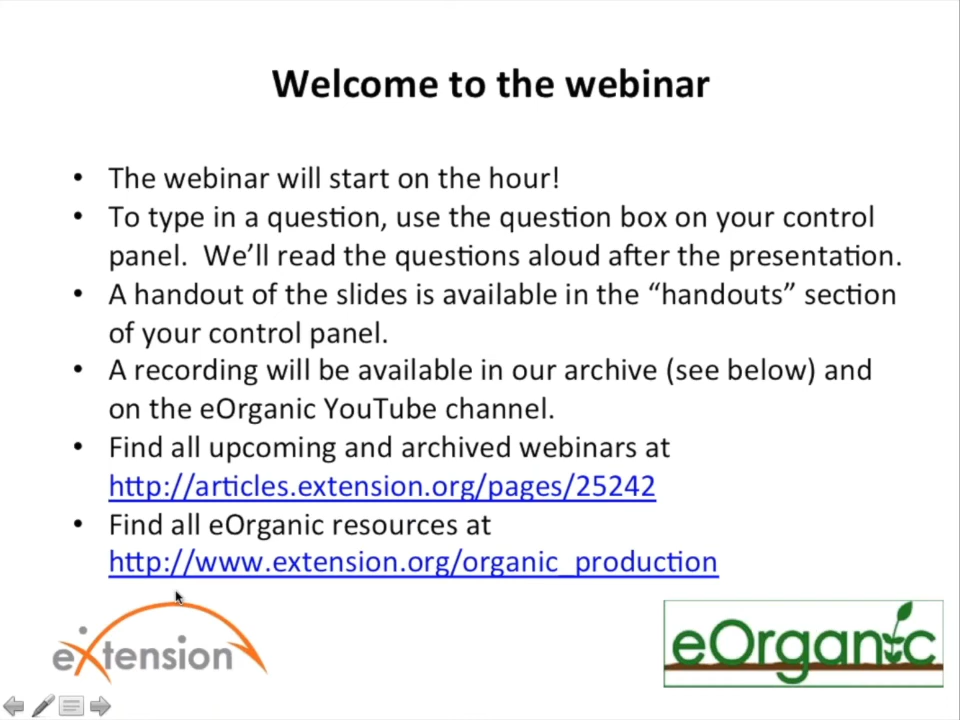 Welcome to the webinar
• The webinar will start on the hour!
• To type in a question, use the question box on your control
panel.  We’ll read the questions aloud after the presentation.
• A handout of the slides is available in the “handouts” section
of your control panel.
• A recording will be available in our archive (see below) and
on the eOrganic YouTube channel.
• Find all upcoming and archived webinars at
http://articles.extension.org/pages/25242
• Find all eOrganic resources at
http://www.extension.org/organic_production
eXtension
eOrganic